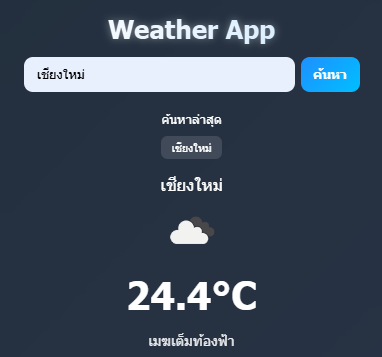 Weather App
เชียงใหม่
ค้นหา
ค้นหาล่าสุด
เชียงใหม่
เชียงใหม่
24.4°C
เมฆเต็มท้องฟ้า